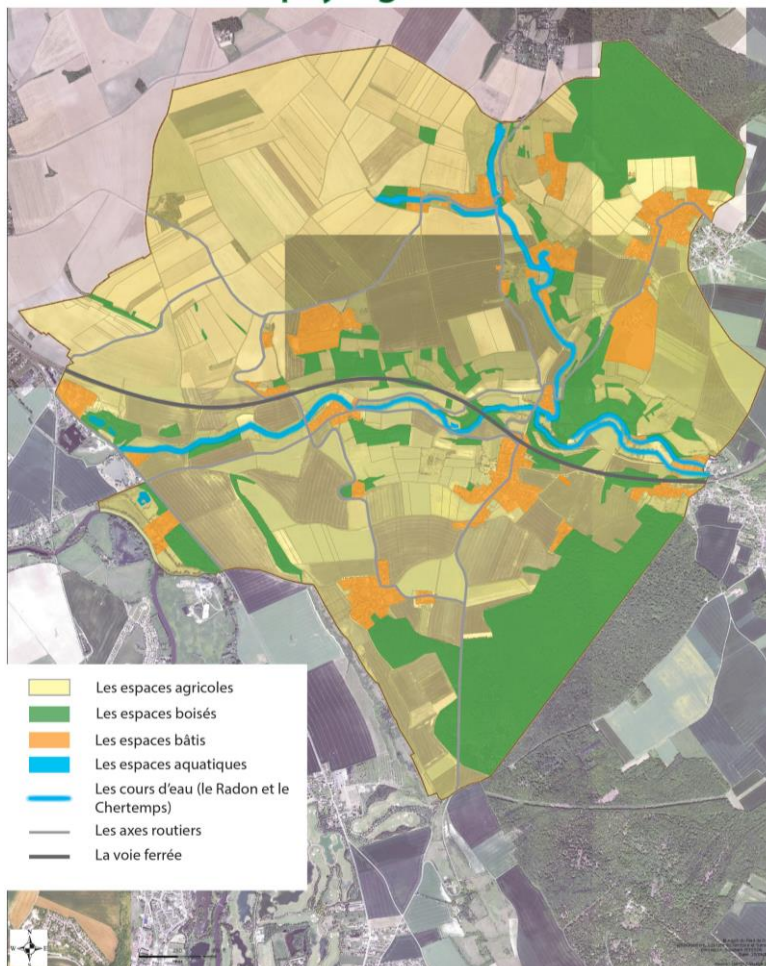 Les espaces agricoles
Les espaces boisés
Les espaces bâtis
Les espaces aquatiques
Les cours d'eau (le Radon et le
Chertemps)
Les axes routiers
La voie ferrée